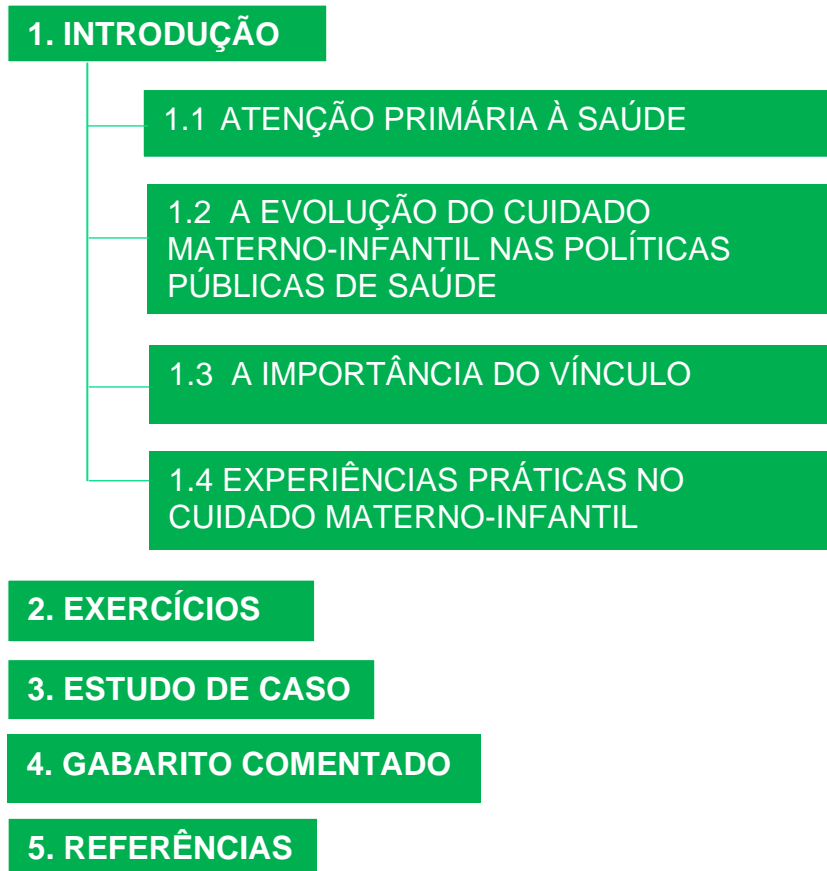 1. INTRODUÇÃO
1.1 ATENÇÃO PRIMÁRIA À SAÚDE
1.2 A EVOLUÇÃO DO CUIDADO
MATERNO-INFANTIL NAS POLÍTICAS
PÚBLICAS DE SAÚDE
1.3 A IMPORTÂNCIA DO VÍNCULO
1.4 EXPERIÊNCIAS PRÁTICAS NO
CUIDADO MATERNO-INFANTIL
2. EXERCÍCIOS
3. ESTUDO DE CASO
4. GABARITO COMENTADO
5. REFERÊNCIAS